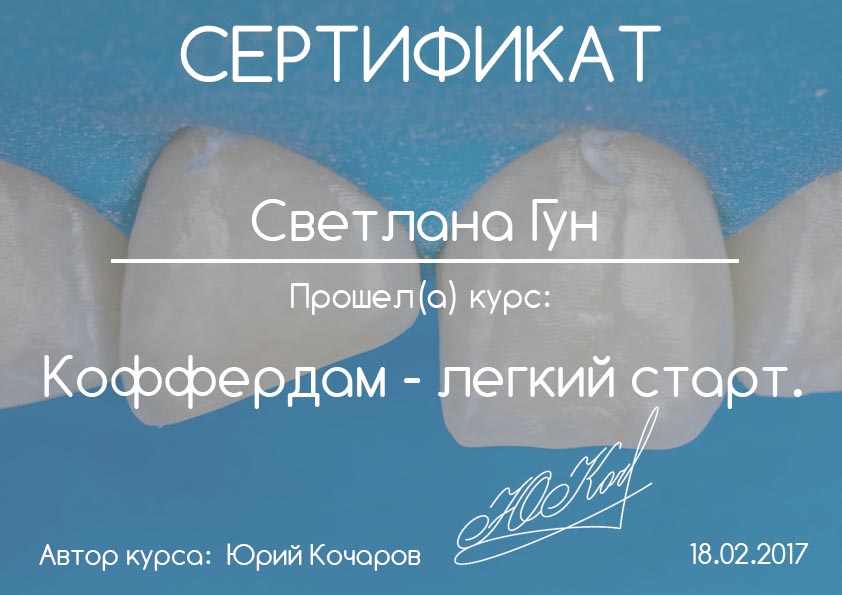 СЕРТИФИКАТ
Светлана Гун
Прошел(а) курс:
Коффердам - легкий старт.
Автор курса: Юрий Кочаров
18.02.2017